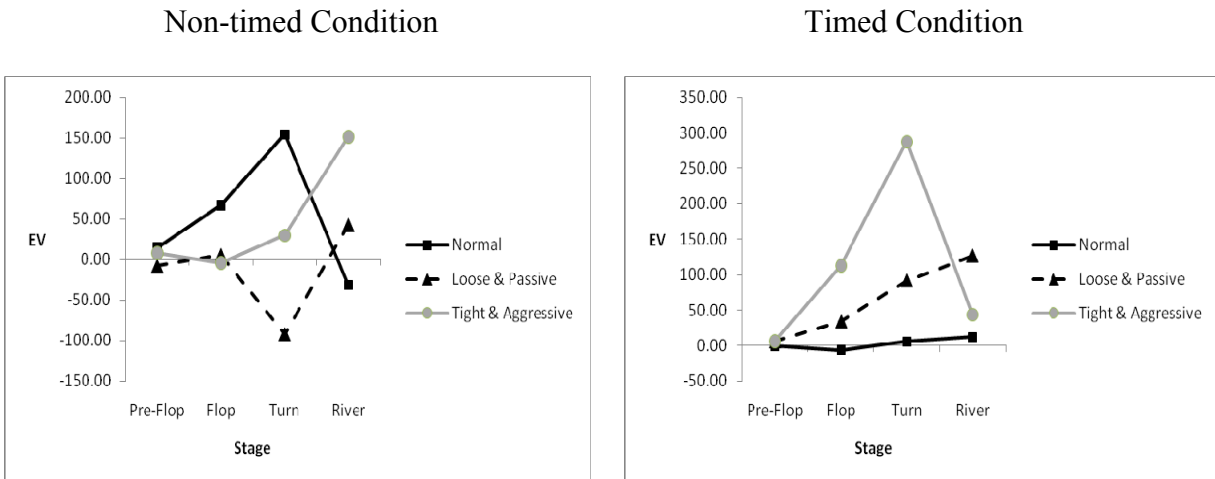 Non-timed Condition
Timed Condition
200.00
150.00
100.00
50.00
0.00
-50.00
-100.00
-150.00
EV
Pre-Flop Flop Turn River
Stage
Normal
Loose & Passive
Tight & Aggressive
350.00
300.00
250.00
200.00
150.00
100.00
50.00
0.00
-50.00
EV
Pre-Flop Flop Turn River
Stage
Normal
Loose & Passive
Tight & Aggressive